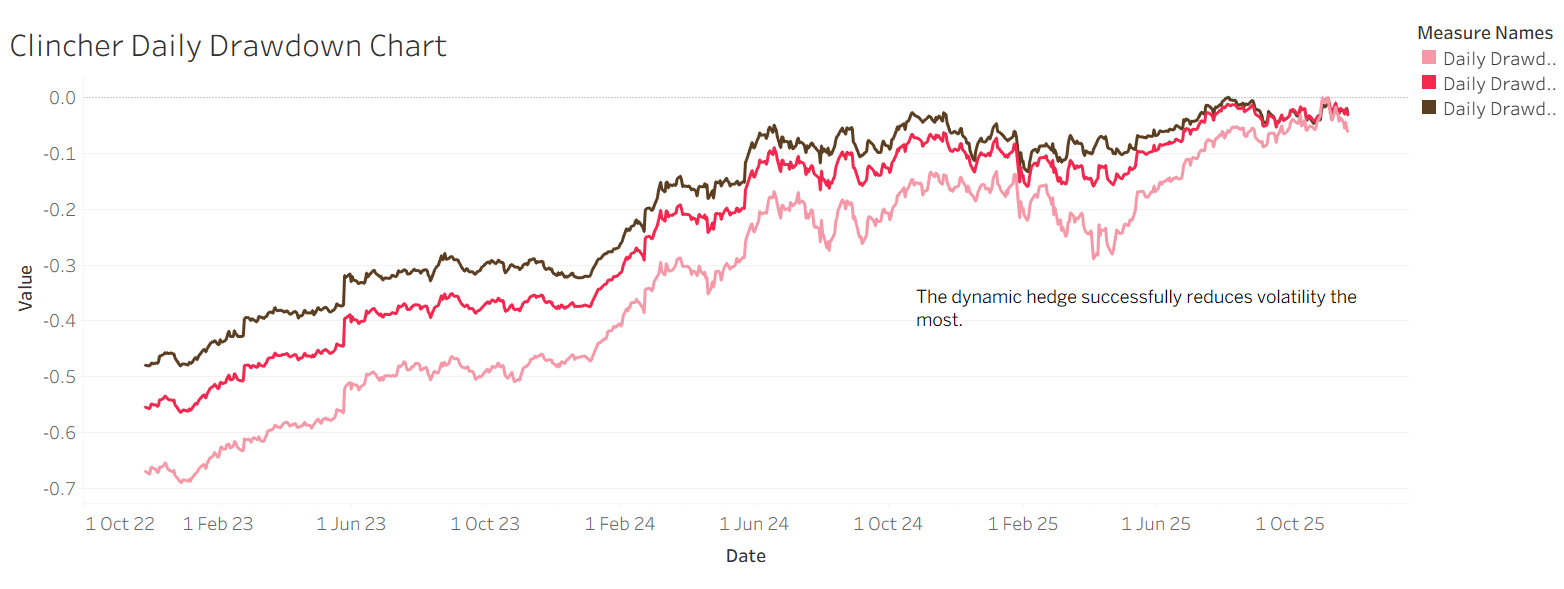 Clincher Daily Drawdown Chart
Measure Names
Daily Drawd..
Daily Drawd..
Daily Drawd..
Value
0.0
-0.1
-0.2
-0.3
-0.4
-0.5
-0.6
-0.7
The dynamic hedge successfully reduces volatility the
most.
1 Oct 22 1 Feb 23 1 Jun 23 1 Oct 23 1 Feb 24 1 Jun 24 1 Oct 24 1 Feb 25 1 Jun 25 1 Oct 25
Date